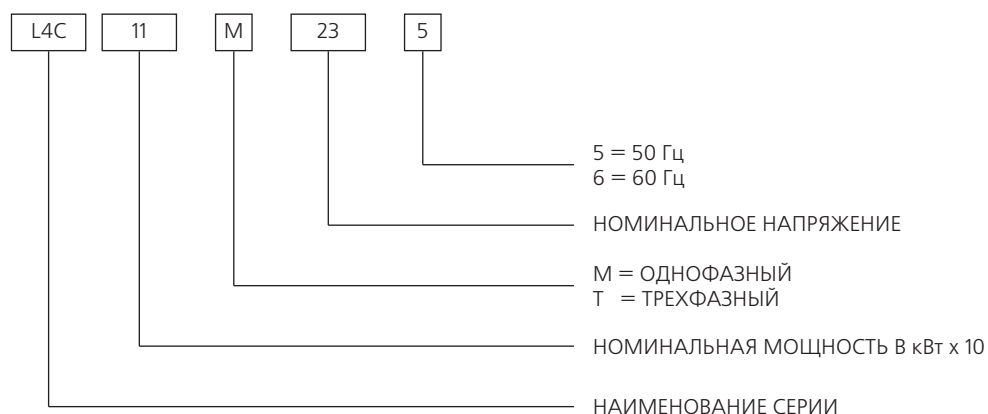 L4C 11 M 23 5
5 = 50 Гц
6 = 60 Гц
НОМИНАЛЬНОЕ НАПРЯЖЕНИЕ
М = ОДНОФАЗНЫЙ
Т = ТРЕХФАЗНЫЙ
НОМИНАЛЬНАЯ МОЩНОСТЬ В кВт x 10
НАИМЕНОВАНИЕ СЕРИИ